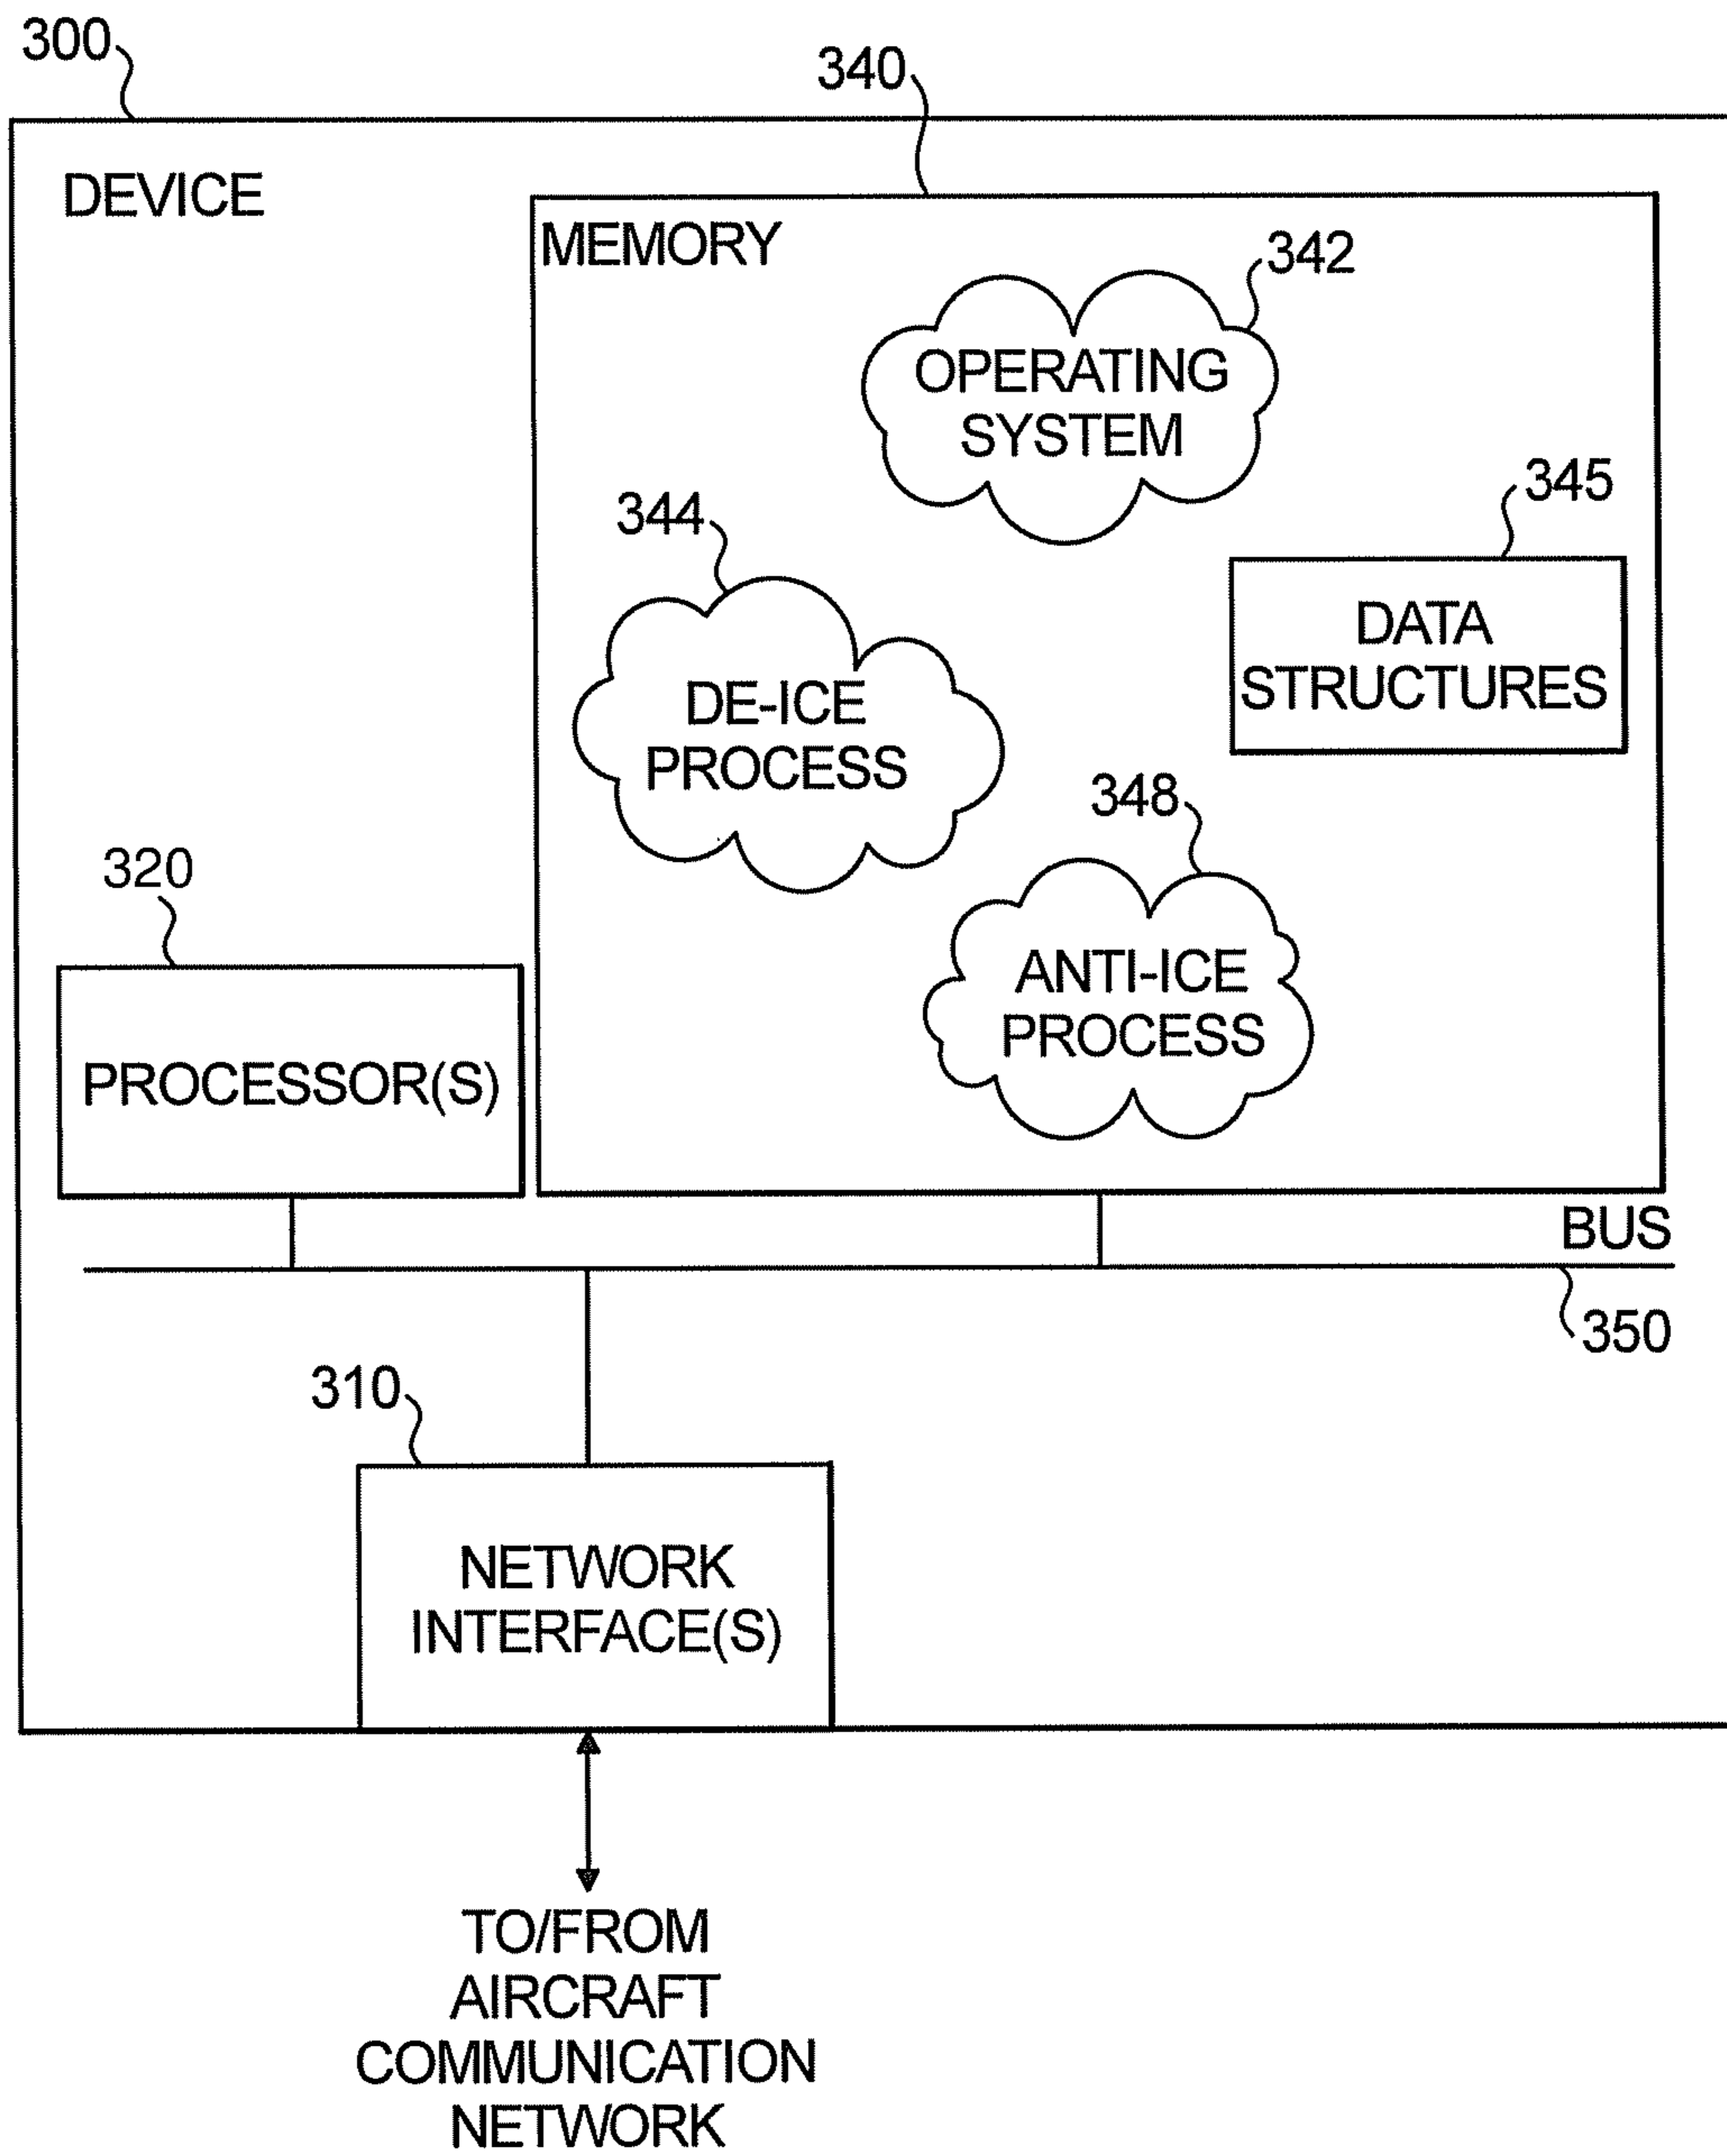 300
340
DEVICE
MEMORY
342
OPERATING
SYSTEM
345
344
DATA
STRUCTURES
DE-ICE
PROCESS
348
320
ANTI-ICE
PROCESS
PROCESSOR(S)
BUS
350
310
NETWORK
INTERFACE(S)
TO/FROM
AIRCRAFT
COMMUNICATION
NETWORK